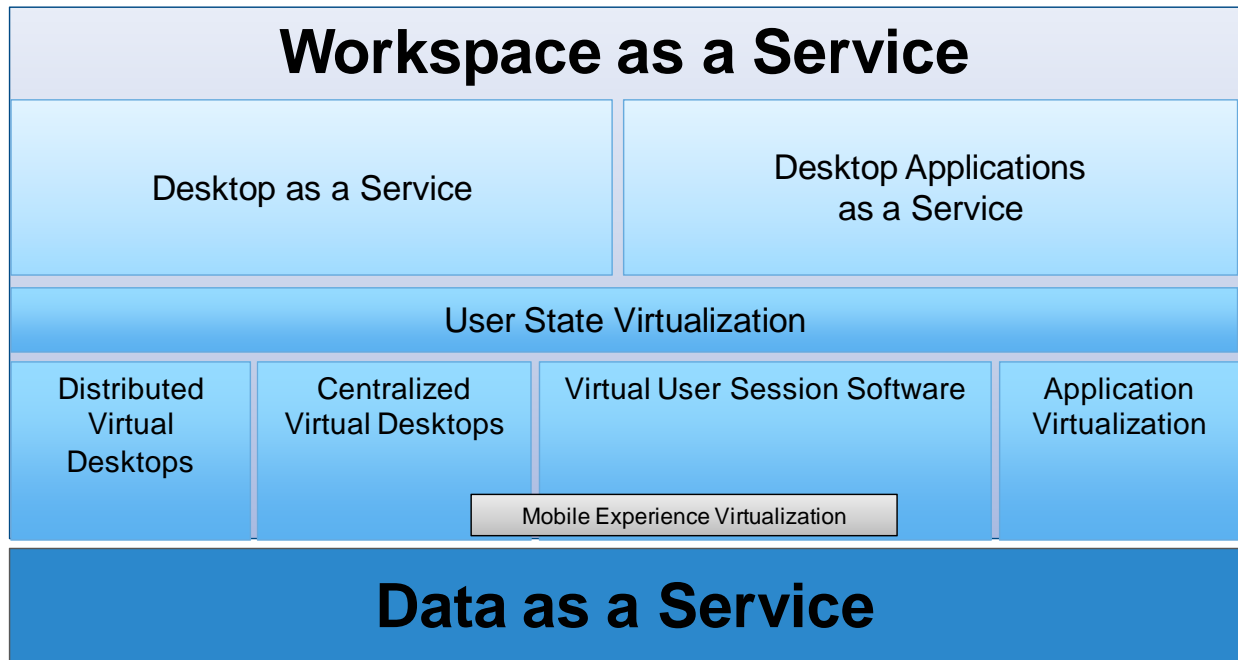 Workspace as a Service
Desktop as a Service
Desktop Applications
as a Service
User State Virtualization
Distributed
Virtual
Desktops
Centralized
Virtual Desktops
Virtual User Session Software
Application
Virtualization
Mobile Experience Virtualization
Data as a Service